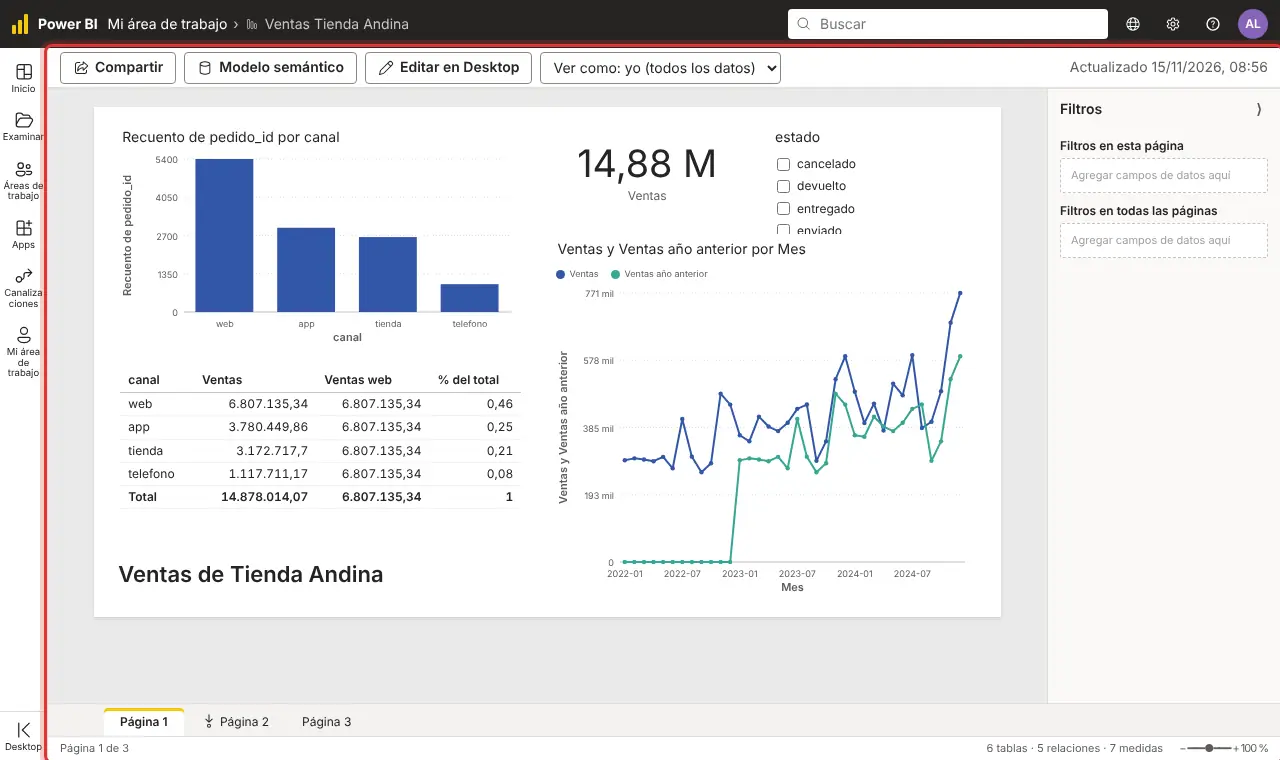 Power BI Mi área de trabajo › Ventas Tienda Andina
Buscar
AL
Inicio
Examinar
Áreas de
trabajo
Apps
Canaliza
ciones
Mi área
de
trabajo
Desktop
Compartir
Modelo semántico
Editar en Desktop
Ver como: yo (todos los datos)
Actualizado 15/11/2026, 08:56
Recuento de pedido_id por canal
Recuento de pedido_id
5400
4050
2700
1350
0
web app tienda telefono
canal
14,88 M
Ventas
estado
cancelado
devuelto
entregado
enviado
canal Ventas Ventas web % del total
web 6.807.135,34 6.807.135,34 0,46
app 3.780.449,86 6.807.135,34 0,25
tienda 3.172.717,7 6.807.135,34 0,21
telefono 1.117.711,17 6.807.135,34 0,08
Total 14.878.014,07 6.807.135,34 1
Ventas de Tienda Andina
Ventas y Ventas año anterior por Mes
Ventas Ventas año anterior
Ventas y Ventas año anterior
771 mil
578 mil
385 mil
193 mil
0
2022-01 2022-07 2023-01 2023-07 2024-01 2024-07
Mes
Filtros
Filtros en esta página
Agregar campos de datos aquí
Filtros en todas las páginas
Agregar campos de datos aquí
Página 1 Página 2 Página 3
Página 1 de 3
6 tablas · 5 relaciones · 7 medidas
− + 100 %